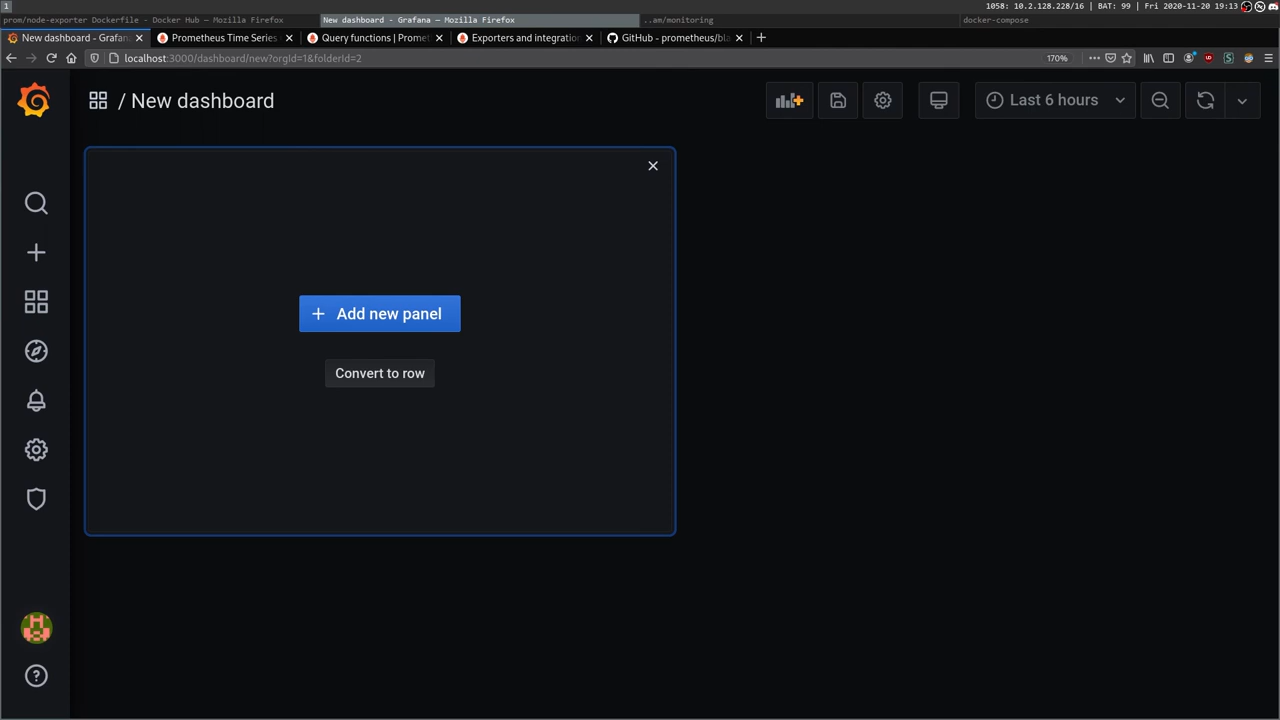 1
1058: 10.2.128.228/16 | BAT: 99 | Fri 2020-11-20 19:13
prom/node-exporter Dockerfile - Docker Hub — Mozilla Firefox
New dashboard - Grafana — Mozilla Firefox
..am/monitoring
docker-compose
New dashboard - Grafan
Prometheus Time Series
Query functions | Promet
Exporters and integration
GitHub - prometheus/bla
localhost:3000/dashboard/new?orgId=1&folderId=2
170%
/ New dashboard
Last 6 hours
Add new panel
Convert to row